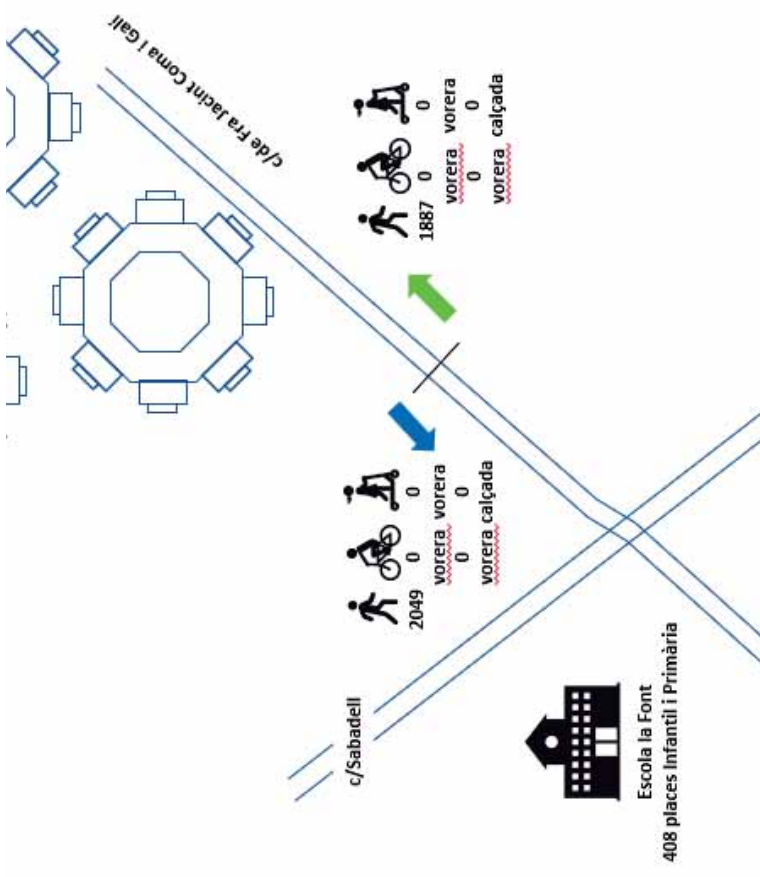 c/de Fra Jacint Coma i Galí
c/Sabadell
2049 0 0
vorera vorera
0 0
vorera calçada
1887 0 0
vorera vorera
0 0
vorera calçada
Escola la Font
408 places Infantil i Primària